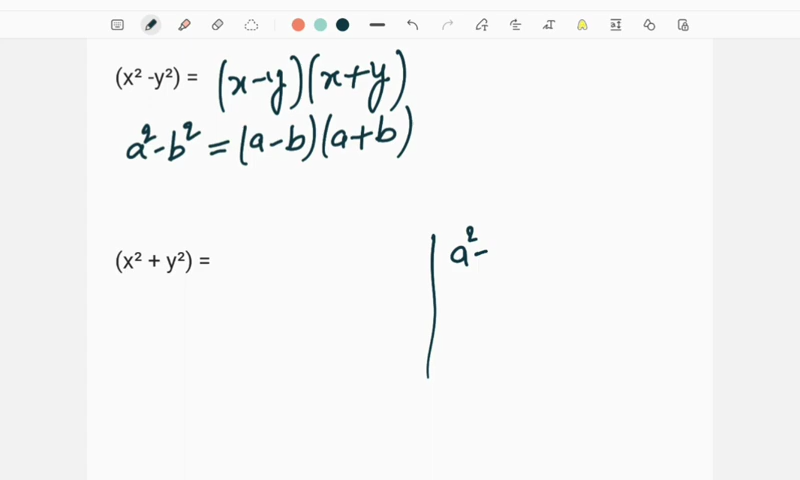 (x² -y²) = (x-y)(x+y)
a²-b² = (a-b)(a+b)
(x² + y²) =
a²-